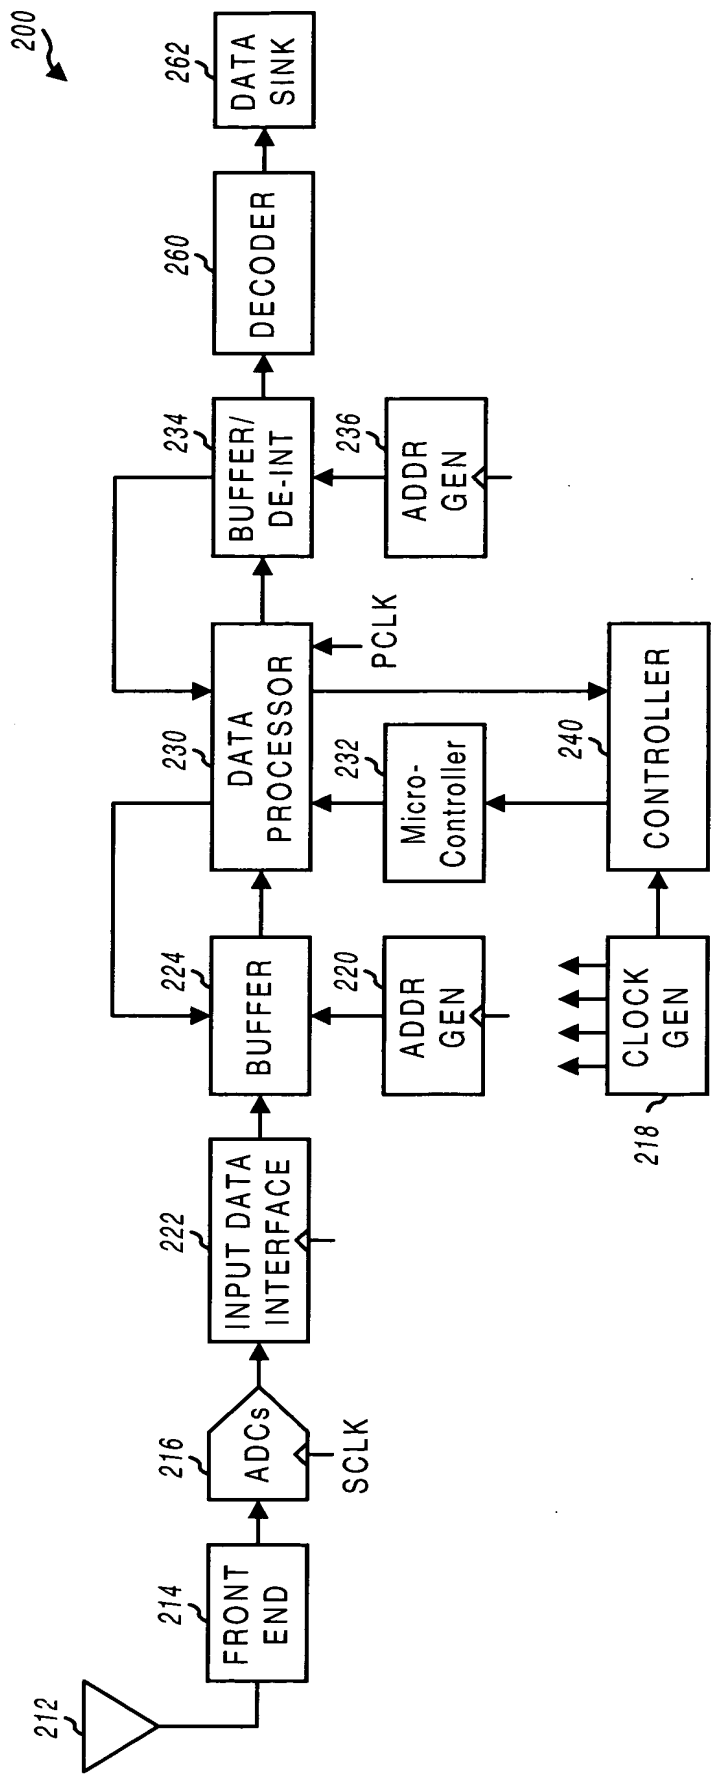 200
212
214
FRONT
END
216
ADCs
SCLK
222
INPUT DATA
INTERFACE
224
BUFFER
220
ADDR
GEN
230
DATA
PROCESSOR
PCLK
232
Micro-
Controller
234
BUFFER/
DE-INT
236
ADDR
GEN
260
DECODER
262
DATA
SINK
218
CLOCK
GEN
240
CONTROLLER